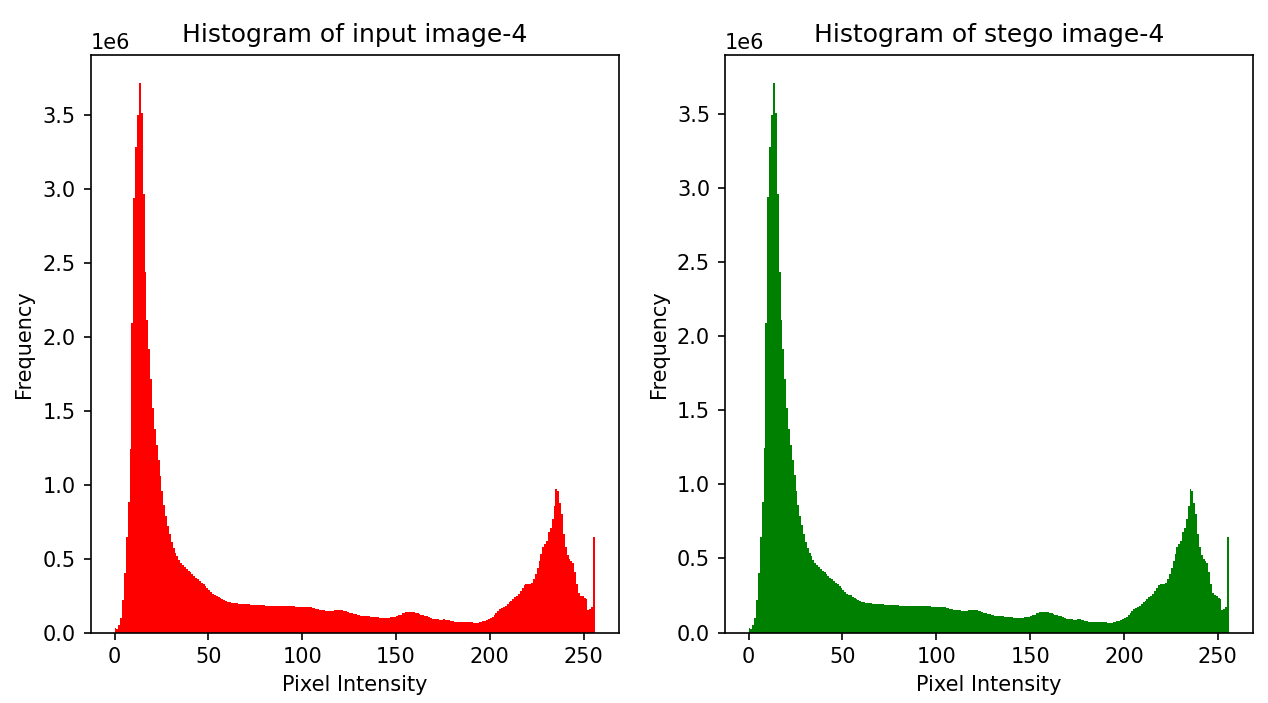 Histogram of input image-4
1e6
3.5
3.0
2.5
2.0
1.5
1.0
0.5
0.0
Frequency
0 50 100 150 200 250
Pixel Intensity
Histogram of stego image-4
1e6
3.5
3.0
2.5
2.0
1.5
1.0
0.5
0.0
Frequency
0 50 100 150 200 250
Pixel Intensity